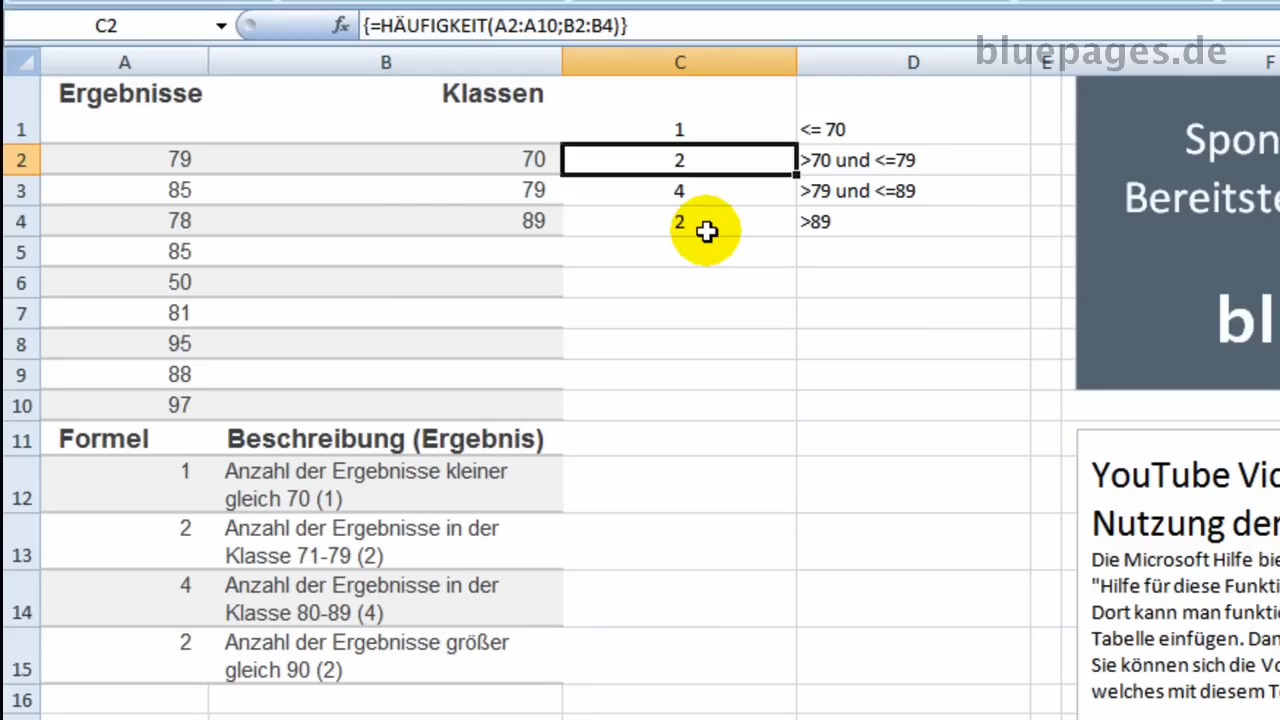 C2 fx {=HÄUFIGKEIT(A2:A10;B2:B4)}
bluepages.de
A B C D E F
Ergebnisse Klassen
1 1 <= 70
2 79 70 2 >70 und <=79
3 85 79 4 >79 und <=89
4 78 89 2 >89
5 85
6 50
7 81
8 95
9 88
10 97
11 Formel Beschreibung (Ergebnis)
1 Anzahl der Ergebnisse kleiner
12 gleich 70 (1)
2 Anzahl der Ergebnisse in der
13 Klasse 71-79 (2)
4 Anzahl der Ergebnisse in der
14 Klasse 80-89 (4)
2 Anzahl der Ergebnisse größer
15 gleich 90 (2)
16
Spon
Bereitste
bl
YouTube Vid
Nutzung der
Die Microsoft Hilfe bie
"Hilfe für diese Funkti
Dort kann man funktio
Tabelle einfügen. Dan
Sie können sich die Vo
welches mit diesem Te